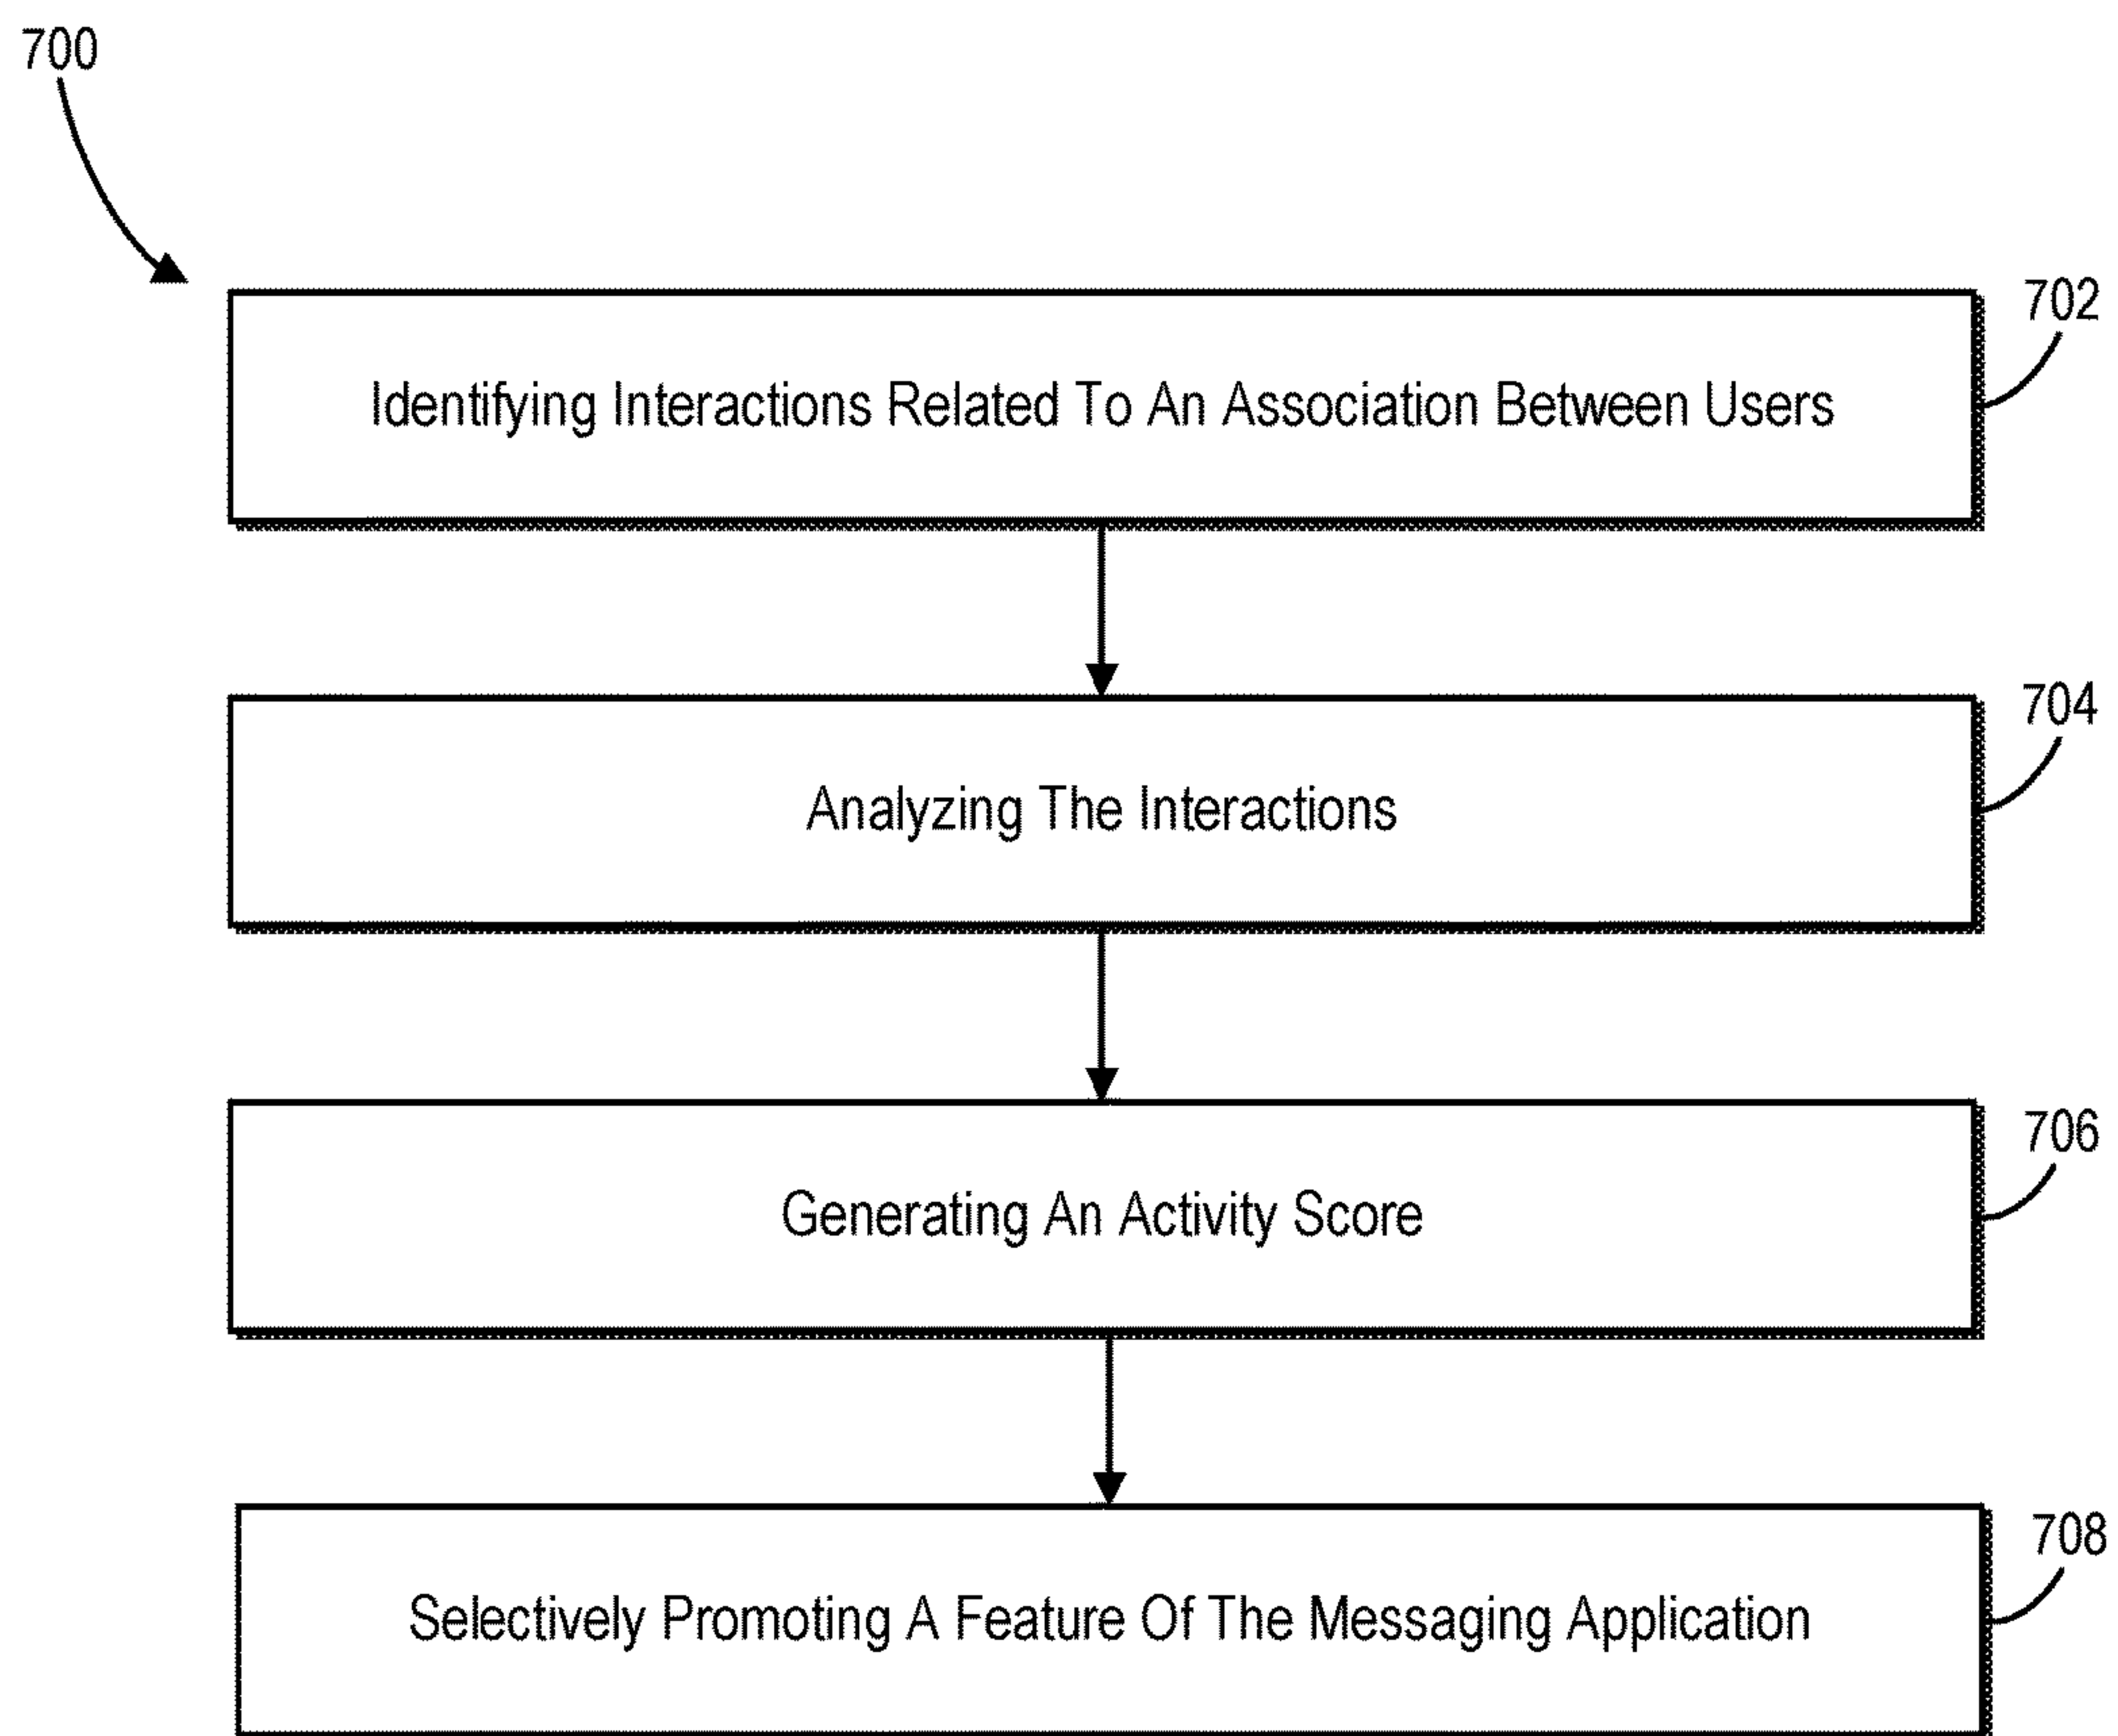 700
702
Identifying Interactions Related To An Association Between Users
704
Analyzing The Interactions
706
Generating An Activity Score
708
Selectively Promoting A Feature Of The Messaging Application